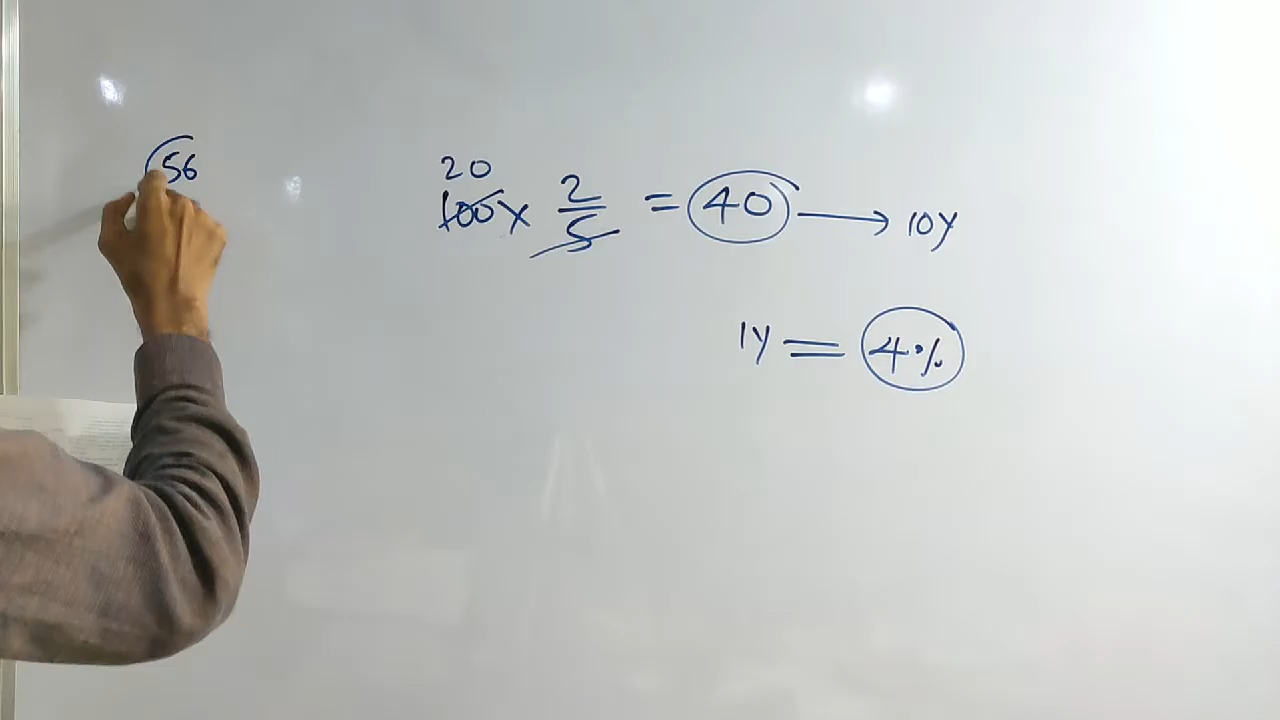 56
20
100 x 2/5 = 40 → 10y
1y = 4%